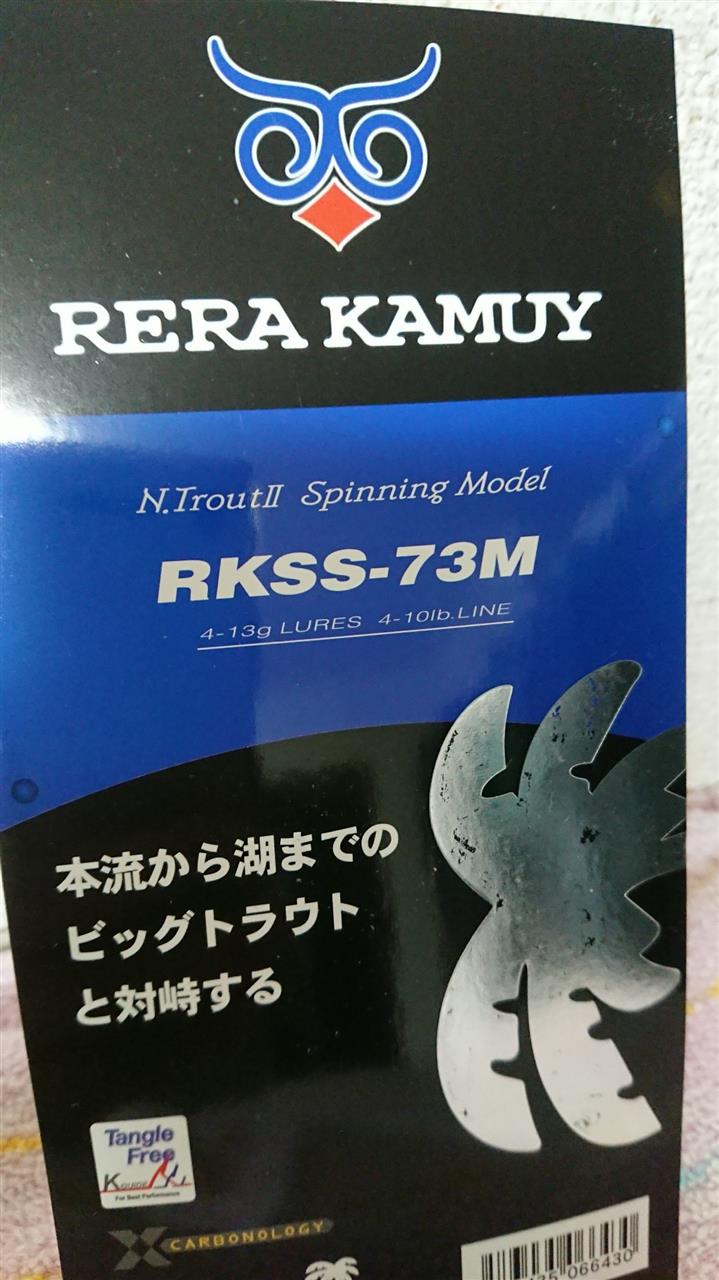 RERA KAMUY
N.TroutII Spinning Model
RKSS-73M
4-13g LURES 4-10lb.LINE
本流から湖までの
ビッグトラウト
と対峙する
Tangle
Free
K GUIDE
For Best Performance
X CARBONOLOGY
066430